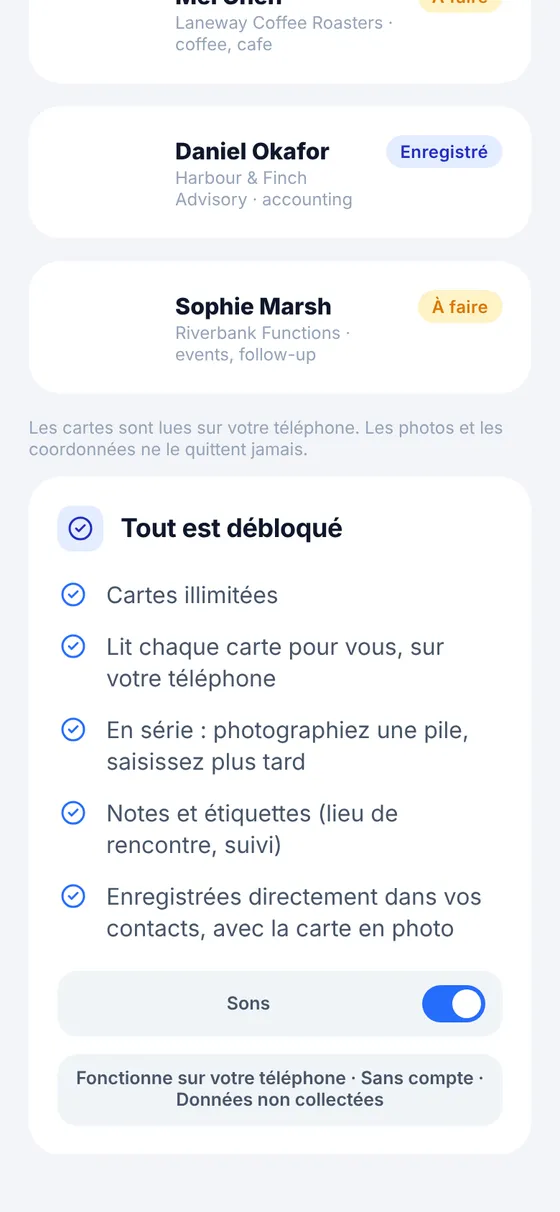 Laneway Coffee Roasters ·
coffee, cafe
Daniel Okafor
Enregistré
Harbour & Finch
Advisory · accounting
Sophie Marsh
À faire
Riverbank Functions ·
events, follow-up
Les cartes sont lues sur votre téléphone. Les photos et les
coordonnées ne le quittent jamais.
Tout est débloqué
Cartes illimitées
Lit chaque carte pour vous, sur
votre téléphone
En série : photographiez une pile,
saisissez plus tard
Notes et étiquettes (lieu de
rencontre, suivi)
Enregistrées directement dans vos
contacts, avec la carte en photo
Sons
Fonctionne sur votre téléphone · Sans compte ·
Données non collectées